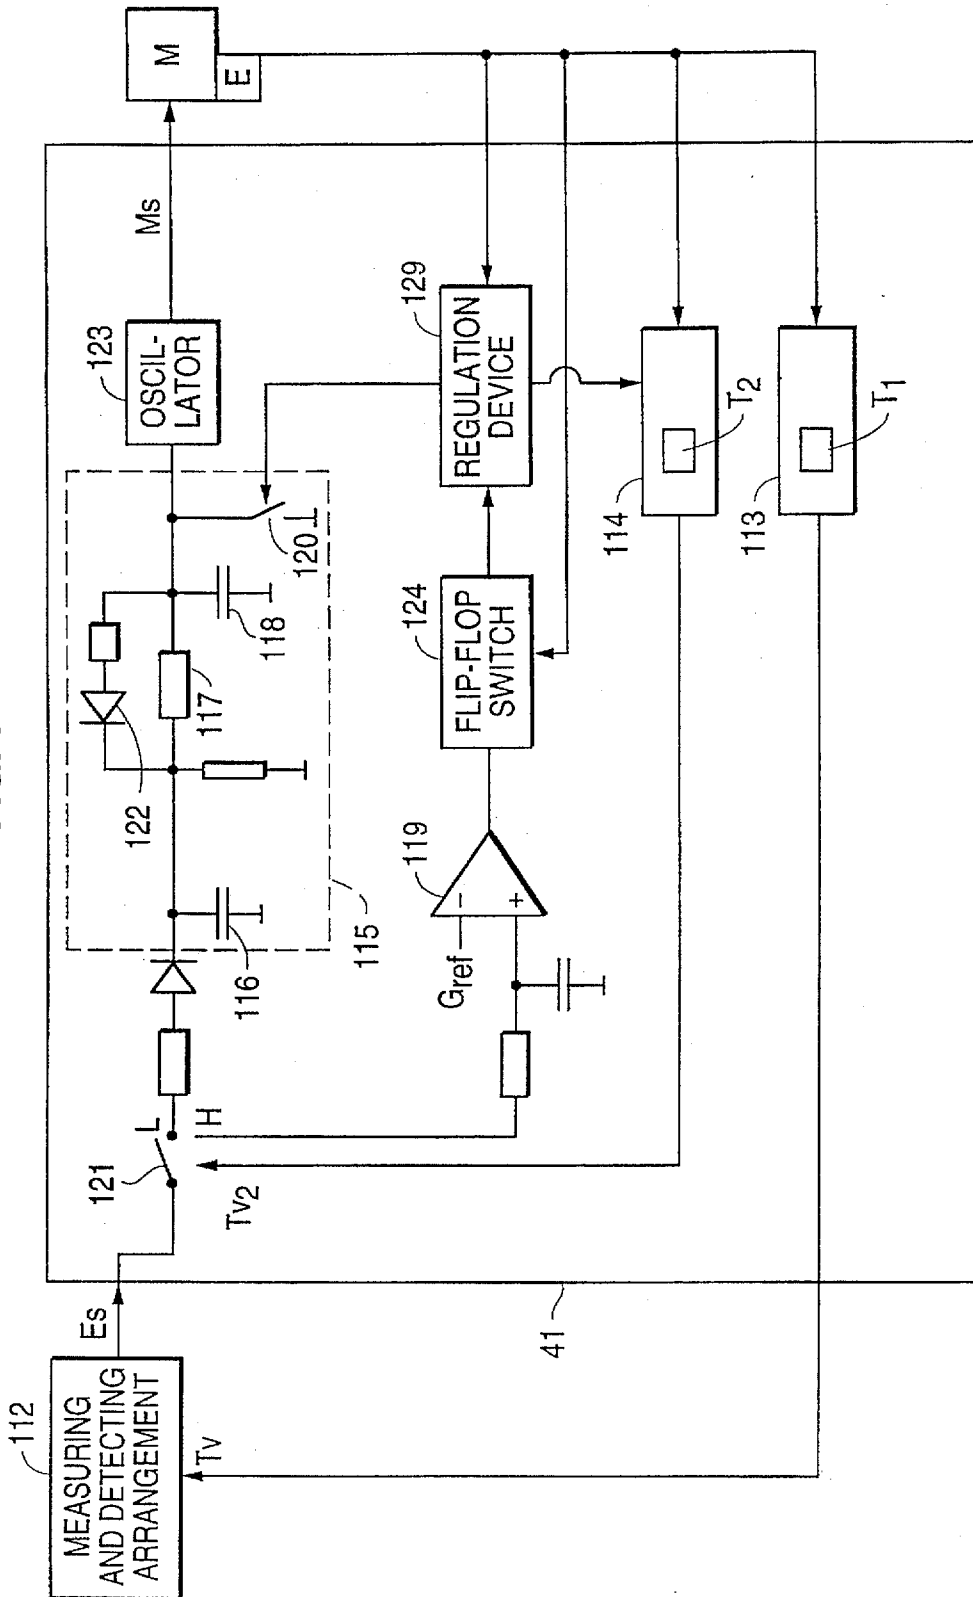 112
MEASURING
AND DETECTING
ARRANGEMENT
Es
Tv
41
121
L
H
Tv2
116
115
122
117
118
120
OSCIL-
LATOR
123
Ms
M
E
Gref
-
+
119
FLIP-FLOP
SWITCH
124
REGULATION
DEVICE
129
114
T2
113
T1